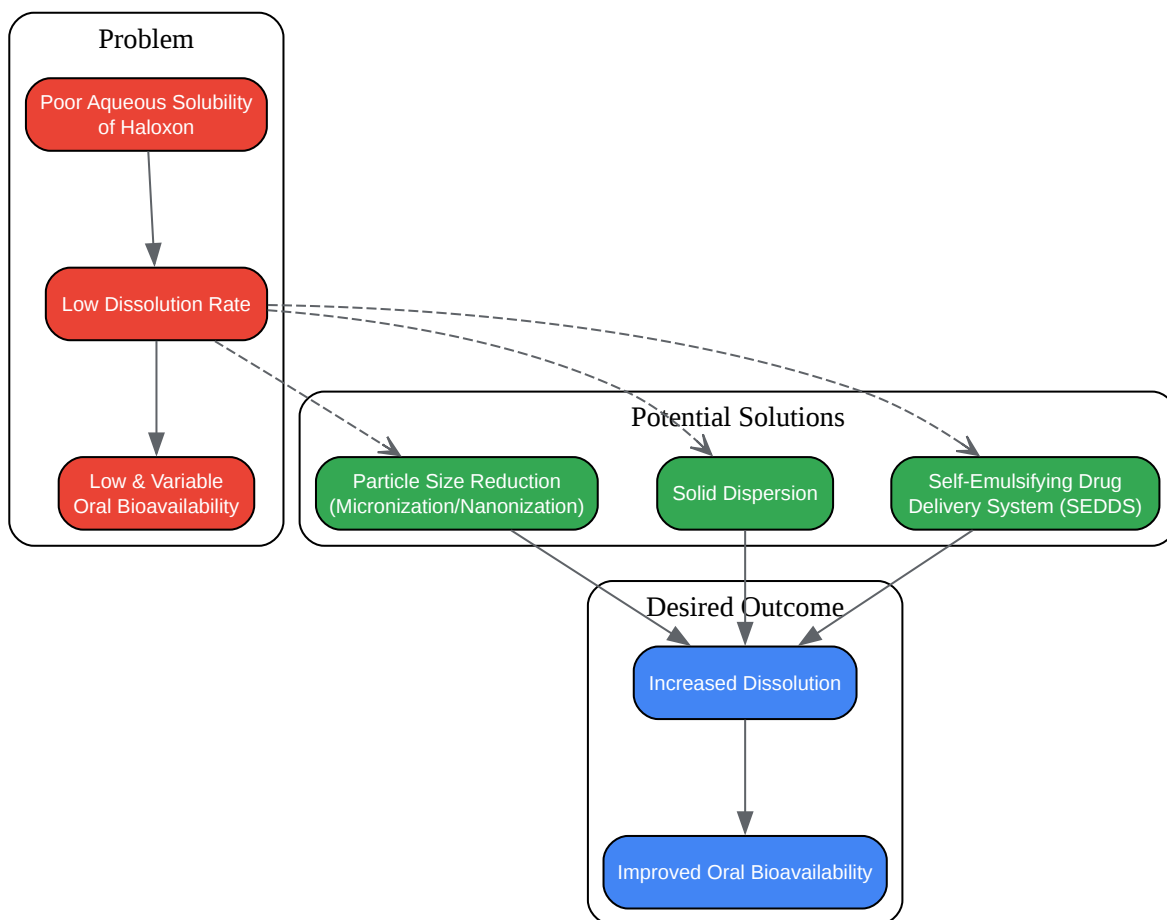 Problem
Poor Aqueous Solubility
of Haloxon
Low Dissolution Rate
Low & Variable
Oral Bioavailability
Potential Solutions
Particle Size Reduction
(Micronization/Nanonization)
Solid Dispersion
Self-Emulsifying Drug
Delivery System (SEDDS)
Desired Outcome
Increased Dissolution
Improved Oral Bioavailability